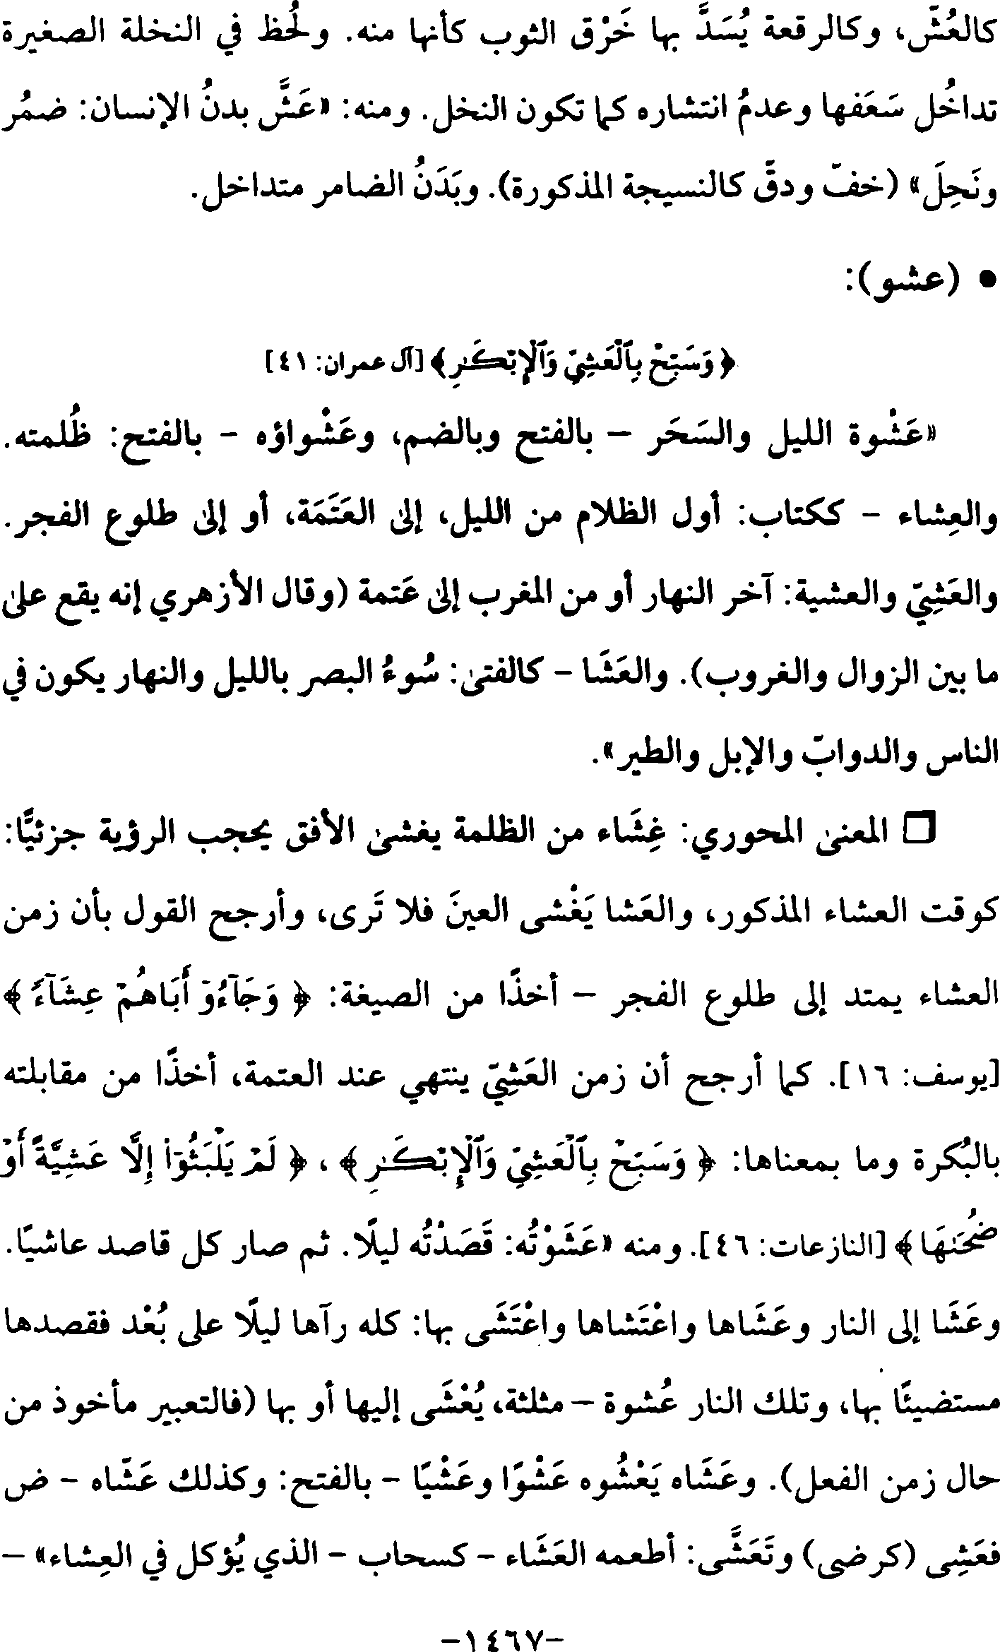 كالعُشّ، وكالرقعة يُسَدَّ بها خَرْق الثوب كأنها منه. ولُحظ في النخلة الصغيرة
تداخُل سَعَفها وعدمُ انتشاره كما تكون النخل. ومنه: «عَشَّ بدنُ الإنسان: ضمُر
ونَحِلَ» (خفّ ودقّ كالنسيجة المذكورة). وبَدَنُ الضامر متداخل.
• (عشو):
﴿ وَسَبِّحْ بِٱلْعَشِيِّ وَٱلْإِبْكَـٰرِ﴾ [آل عمران: ٤١]
«عَشْوة الليل والسَحَر – بالفتح وبالضم، وعَشْواؤه – بالفتح: ظُلمته.
والعِشاء – ككتاب: أول الظلام من الليل، إلى العَتَمَة، أو إلى طلوع الفجر.
والعَشِيّ والعشية: آخر النهار أو من المغرب إلى عَتمة (وقال الأزهري إنه يقع على
ما بين الزوال والغروب). والعَشَا – كالفتى: سُوءُ البصر بالليل والنهار يكون في
الناس والدوابّ والإبل والطير».
□ المعنى المحوري: غِشَاء من الظلمة يغشى الأفق يحجب الرؤية جزئيًّا:
كوقت العشاء المذكور، والعَشا يَغْشى العينَ فلا تَرى، وأرجح القول بأن زمن
العشاء يمتد إلى طلوع الفجر – أخذًا من الصيغة: ﴿ وَجَآءُوٓ أَبَاهُمْ عِشَآءً ﴾
[يوسف: ١٦]. كما أرجح أن زمن العَشِيّ ينتهي عند العتمة، أخذًا من مقابلته
بالبُكرة وما بمعناها: ﴿ وَسَبِّحْ بِٱلْعَشِيِّ وَٱلْإِبْكَـٰرِ ﴾ ، ﴿ لَمْ يَلْبَثُوٓا۟ إِلَّا عَشِيَّةً أَوْ
ضُحَىٰهَا ﴾ [النازعات: ٤٦]. ومنه «عَشَوْتُه: قَصَدْتُه ليلًا. ثم صار كل قاصد عاشيًا.
وعَشَا إلى النار وعَشَاها واعْتَشاها واعْتَشَى بها: كله رآها ليلًا على بُعْد فقصدها
مستضيئًا بها، وتلك النار عُشوة – مثلثة، يُعْشَى إليها أو بها (فالتعبير مأخوذ من
حال زمن الفعل). وعَشَاه يَعْشُوه عَشْوًا وعَشْيًا – بالفتح: وكذلك عَشّاه – ض
فعَشِى (كرضى) وتَعَشَّى: أطعمه العَشَاء – كسحاب – الذي يُؤكل في العِشاء» –
–١٤٦٧–